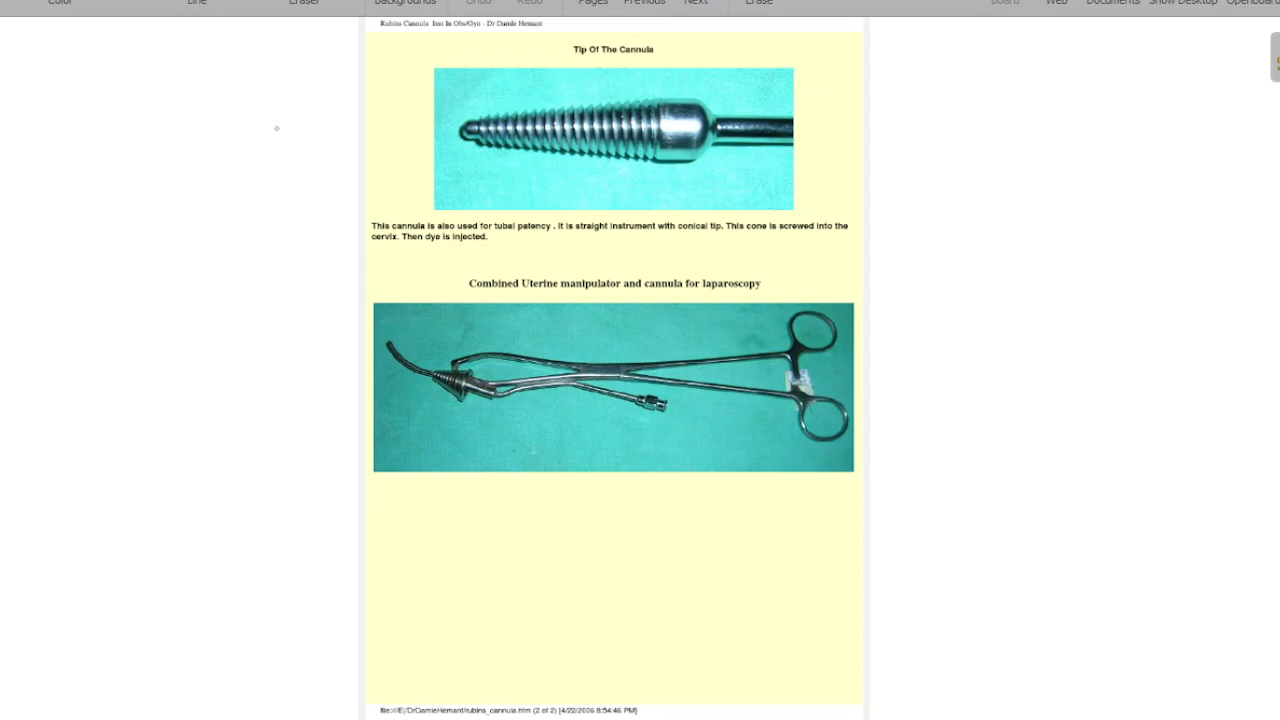 Color Line Eraser Backgrounds Undo Redo Pages Previous Next Erase Board Web Documents Show Desktop OpenBoard
Rubins Cannula Inst In Obs/Gyn - Dr Damle Hemant
Tip Of The Cannula
This cannula is also used for tubal patency . It is straight instrument with conical tip. This cone is screwed into the
cervix. Then dye is injected.
Combined Uterine manipulator and cannula for laparoscopy
file:///E|/DrDamleHemant/rubins_cannula.htm (2 of 2) [4/22/2006 8:54:46 PM]